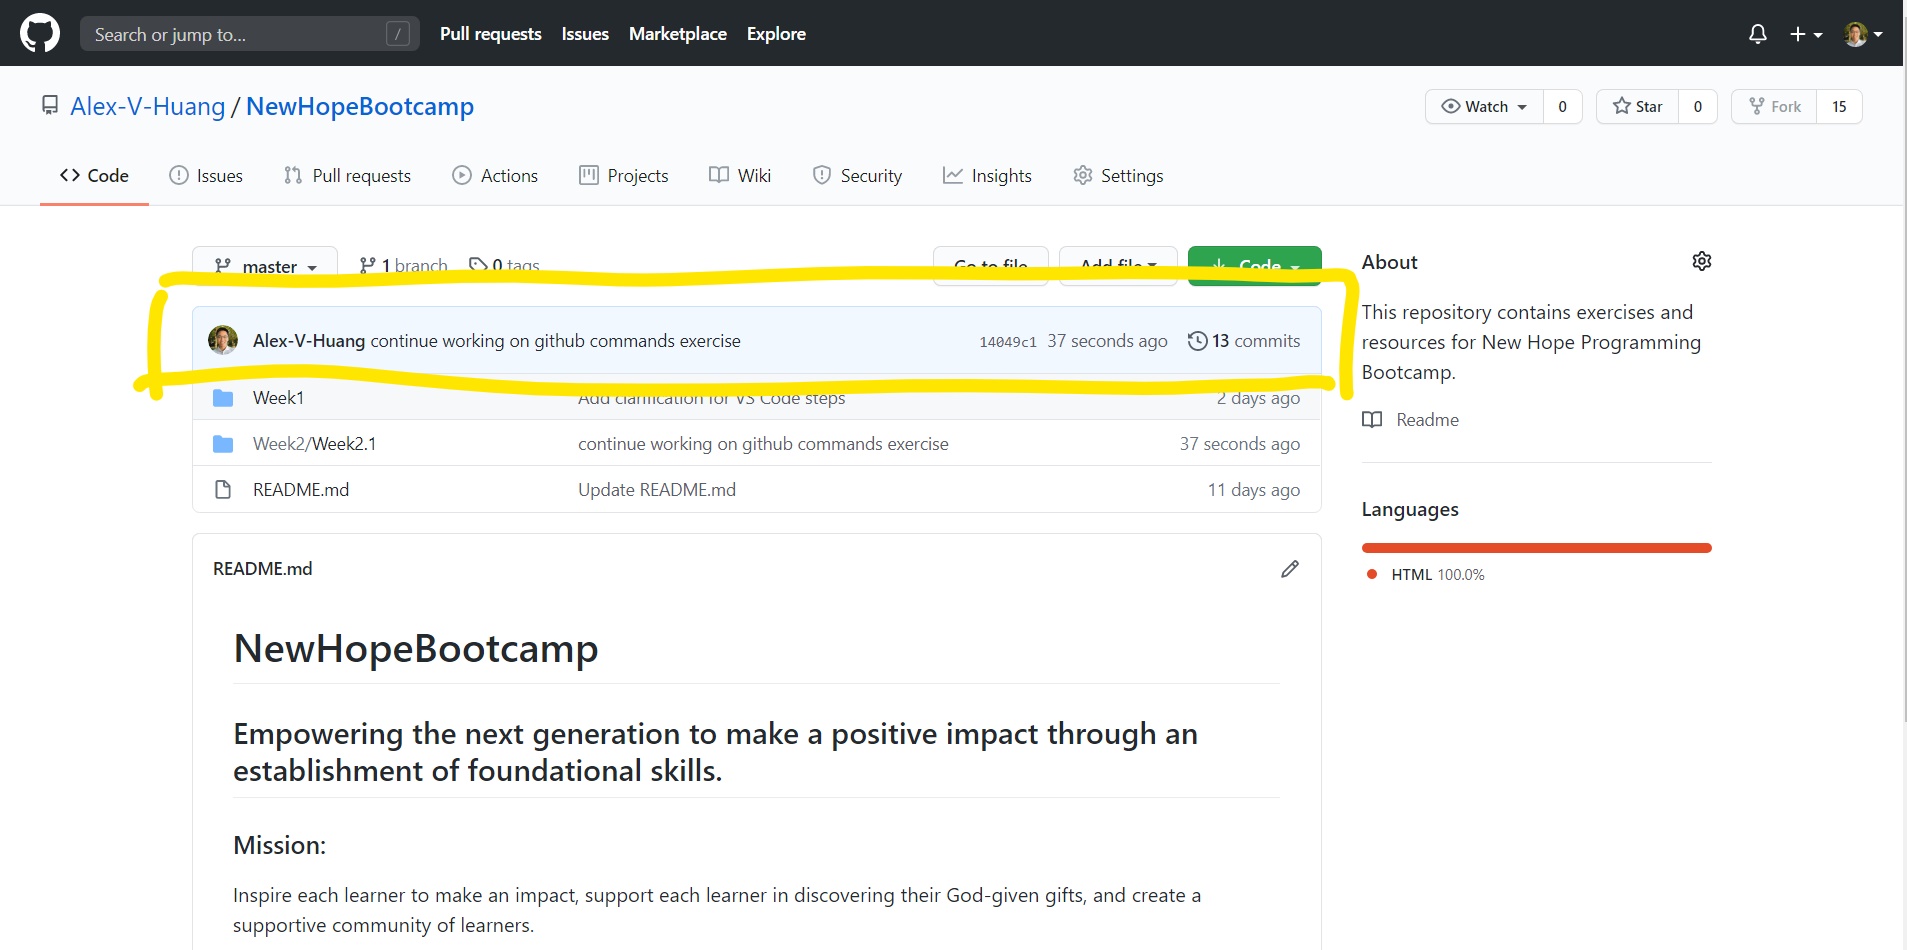 Search or jump to... /
Pull requests Issues Marketplace Explore
Alex-V-Huang / NewHopeBootcamp
Watch 0 Star 0 Fork 15
Code Issues Pull requests Actions Projects Wiki Security Insights Settings
master 1 branch 0 tags Go to file Add file Code
Alex-V-Huang continue working on github commands exercise 14049c1 37 seconds ago 13 commits
Week1 Add clarification for VS Code steps 2 days ago
Week2/Week2.1 continue working on github commands exercise 37 seconds ago
README.md Update README.md 11 days ago
About
This repository contains exercises and
resources for New Hope Programming
Bootcamp.
Readme
Languages
HTML 100.0%
README.md
NewHopeBootcamp
Empowering the next generation to make a positive impact through an
establishment of foundational skills.
Mission:
Inspire each learner to make an impact, support each learner in discovering their God-given gifts, and create a
supportive community of learners.